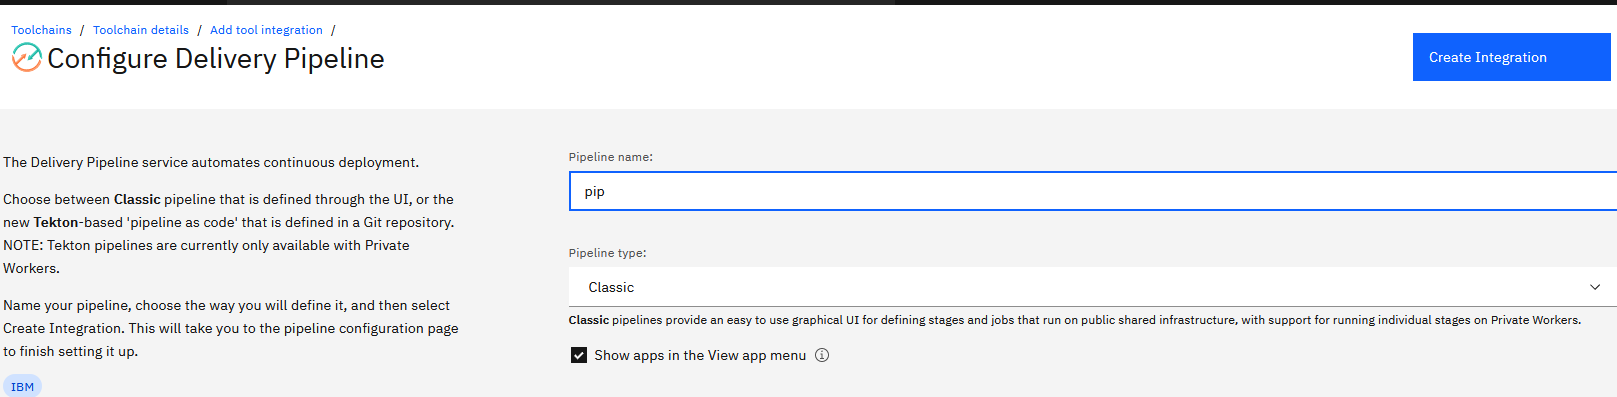 Toolchains / Toolchain details / Add tool integration /
Configure Delivery Pipeline
Create Integration
The Delivery Pipeline service automates continuous deployment.
Choose between Classic pipeline that is defined through the UI, or the
new Tekton-based 'pipeline as code' that is defined in a Git repository.
NOTE: Tekton pipelines are currently only available with Private
Workers.
Name your pipeline, choose the way you will define it, and then select
Create Integration. This will take you to the pipeline configuration page
to finish setting it up.
IBM
Pipeline name:
pip
Pipeline type:
Classic
Classic pipelines provide an easy to use graphical UI for defining stages and jobs that run on public shared infrastructure, with support for running individual stages on Private Workers.
Show apps in the View app menu